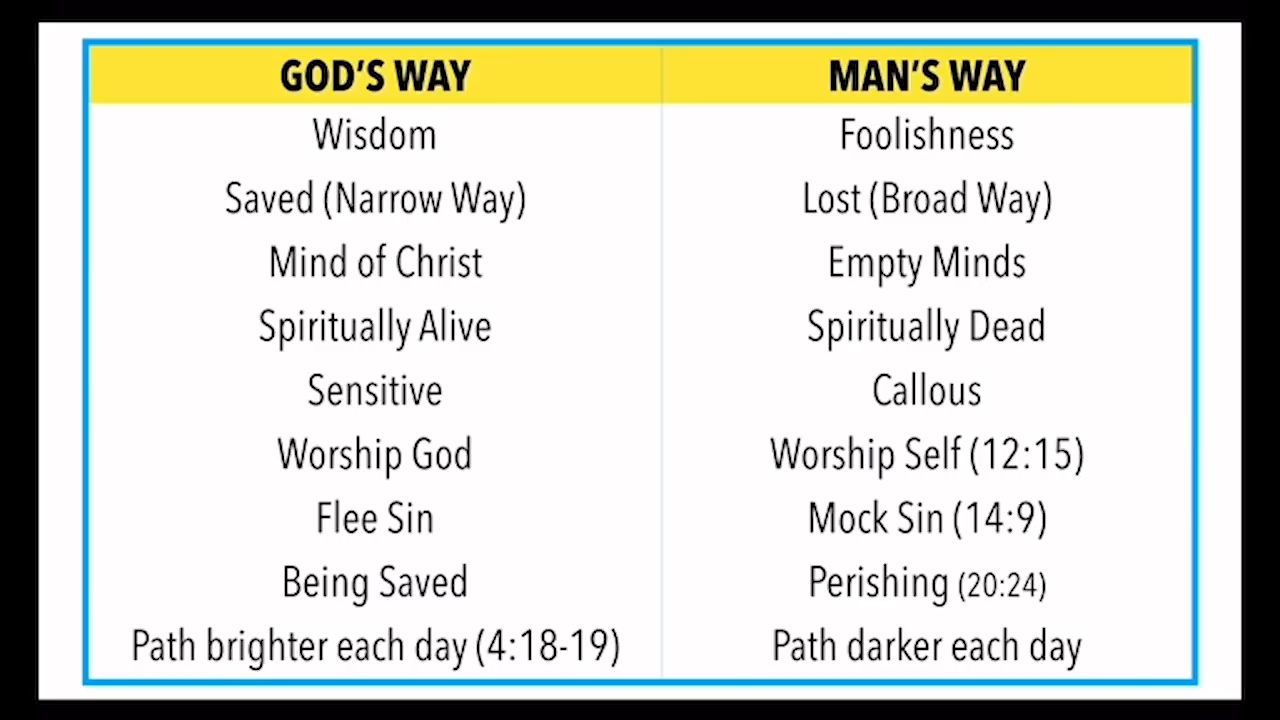 GOD'S WAY MAN'S WAY
Wisdom Foolishness
Saved (Narrow Way) Lost (Broad Way)
Mind of Christ Empty Minds
Spiritually Alive Spiritually Dead
Sensitive Callous
Worship God Worship Self (12:15)
Flee Sin Mock Sin (14:9)
Being Saved Perishing (20:24)
Path brighter each day (4:18-19) Path darker each day